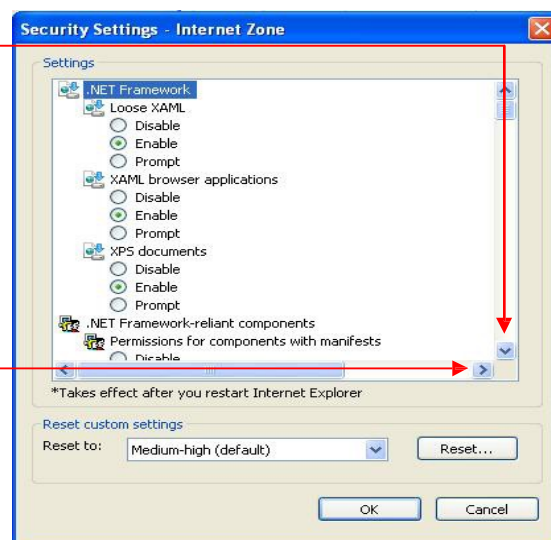 Security Settings - Internet Zone
Settings
.NET Framework
Loose XAML
Disable
Enable
Prompt
XAML browser applications
Disable
Enable
Prompt
XPS documents
Disable
Enable
Prompt
.NET Framework-reliant components
Permissions for components with manifests
Disable
*Takes effect after you restart Internet Explorer
Reset custom settings
Reset to: Medium-high (default) Reset...
OK Cancel